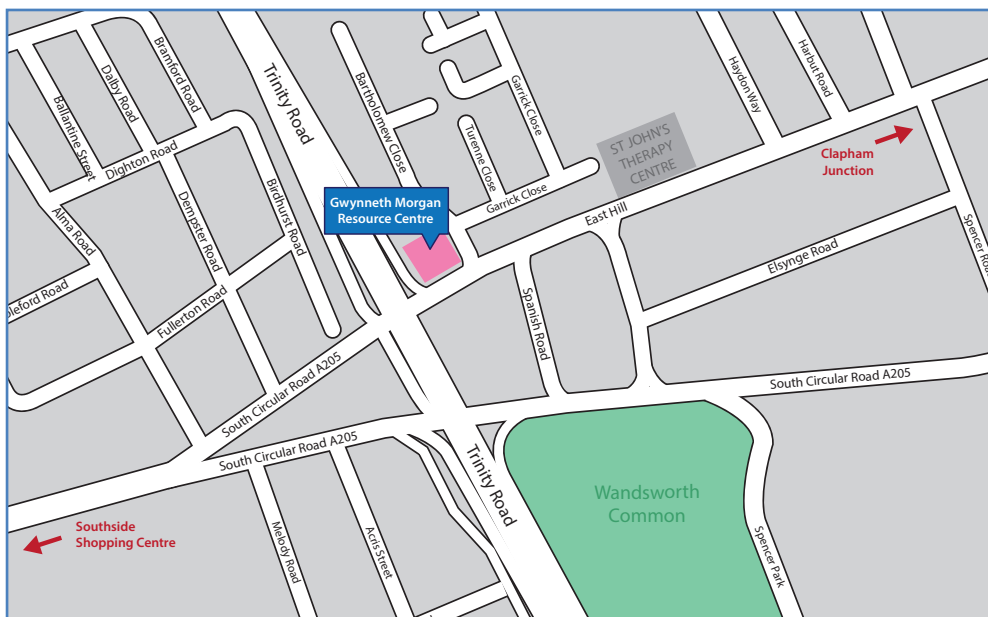 Ballantine Street
Dalby Road
Bramford Road
Trinity Road
Bartholomew Close
Garrick Close
Haydon Way
Harbut Road
Dighton Road
Turenne Close
ST JOHN'S
THERAPY
CENTRE
Clapham
Junction
Alma Road
Dempster Road
Birdhurst Road
Gwynneth Morgan
Resource Centre
Garrick Close
East Hill
Spencer Road
Elsynge Road
Road
Fullerton Road
Spanish Road
South Circular Road A205
South Circular Road A205
South Circular Road A205
Trinity Road
Wandsworth
Common
Southside
Shopping Centre
Melody Road
Acris Street
Spencer Park